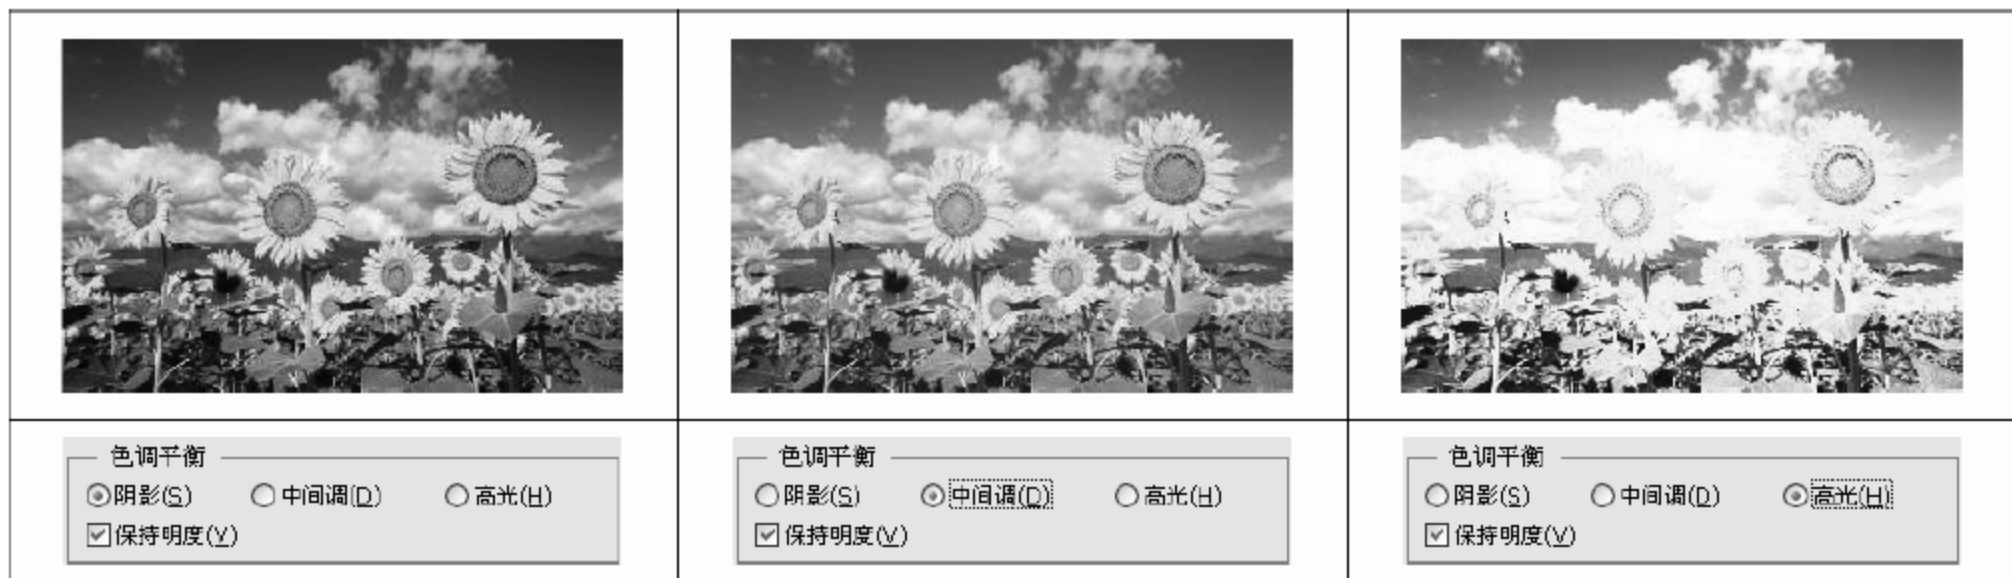 色调平衡
阴影(S) 中间调(D) 高光(H)
保持明度(V)
色调平衡
阴影(S) 中间调(D) 高光(H)
保持明度(V)
色调平衡
阴影(S) 中间调(D) 高光(H)
保持明度(V)